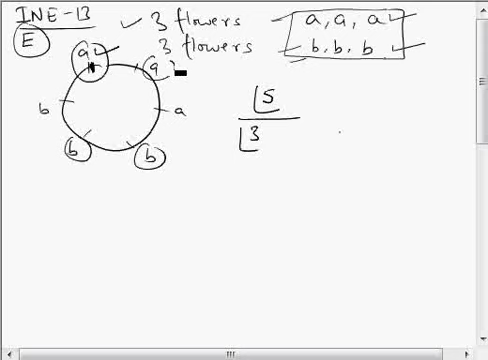 INE-13
✓ 3 flowers a, a, a
E 3 flowers b, b, b
a a
b a
b b
5
3